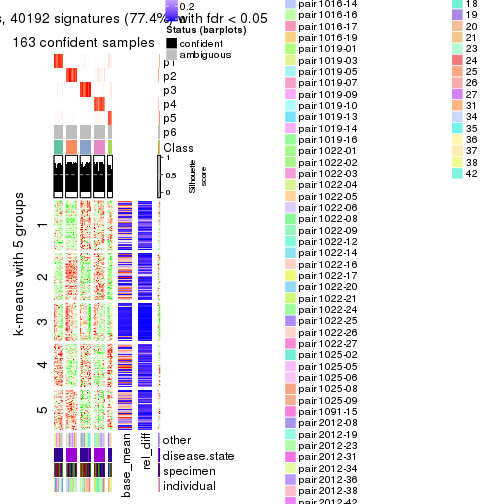 , 40192 signatures (77.4%) with fdr < 0.05
163 confident samples
0.2
Status (barplots)
confident
ambiguous
p1
p2
p3
p4
p5
p6
Class
1
0.5
0
Silhouette
score
k-means with 5 groups
1
2
3
4
5
base_mean
rel_diff
other
disease.state
specimen
individual
pair1016-14
pair1016-16
pair1016-17
pair1016-19
pair1019-01
pair1019-03
pair1019-05
pair1019-07
pair1019-09
pair1019-10
pair1019-13
pair1019-14
pair1019-16
pair1022-01
pair1022-02
pair1022-03
pair1022-04
pair1022-05
pair1022-06
pair1022-08
pair1022-09
pair1022-12
pair1022-14
pair1022-16
pair1022-17
pair1022-20
pair1022-21
pair1022-24
pair1022-25
pair1022-26
pair1022-27
pair1025-02
pair1025-05
pair1025-06
pair1025-08
pair1025-09
pair1091-15
pair2012-08
pair2012-19
pair2012-23
pair2012-31
pair2012-34
pair2012-36
pair2012-38
pair2012-42
18
19
20
21
23
24
25
26
27
31
34
35
36
37
38
42